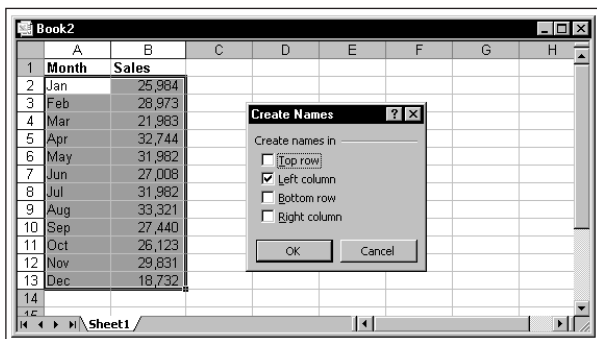 Book2
A B C D E F G H
1 Month Sales
2 Jan 25,984
3 Feb 28,973
4 Mar 21,983
5 Apr 32,744
6 May 31,982
7 Jun 27,008
8 Jul 31,982
9 Aug 33,321
10 Sep 27,440
11 Oct 26,123
12 Nov 29,831
13 Dec 18,732
14
15
Sheet1
Create Names
Create names in
Top row
Left column
Bottom row
Right column
OK Cancel